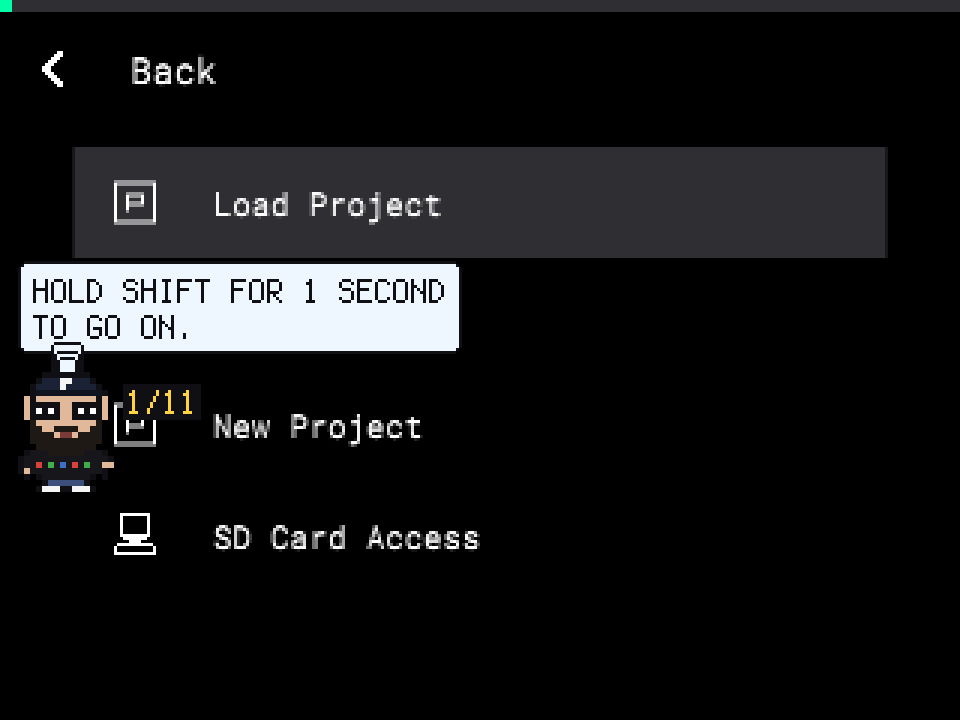 Back
P Load Project
HOLD SHIFT FOR 1 SECOND
TO GO ON.
1/11
New Project
SD Card Access